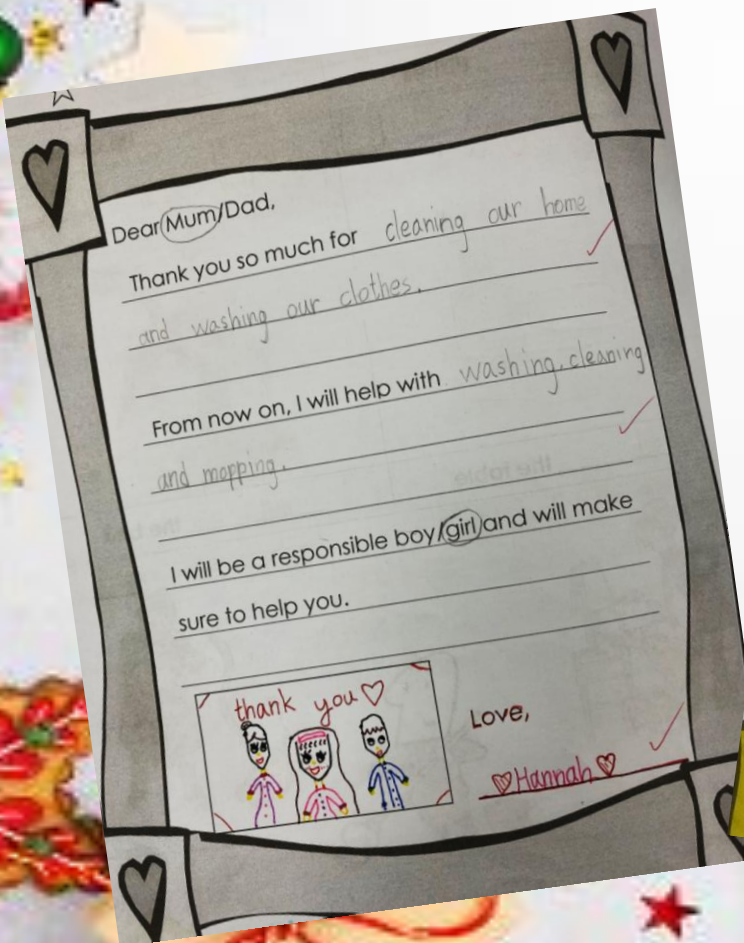 Dear Mum/Dad,
Thank you so much for cleaning our home
and washing our clothes.
From now on, I will help with washing, cleaning
and mopping.
I will be a responsible boy/girl and will make
sure to help you.
thank you♡
Love,
♡Hannah♡